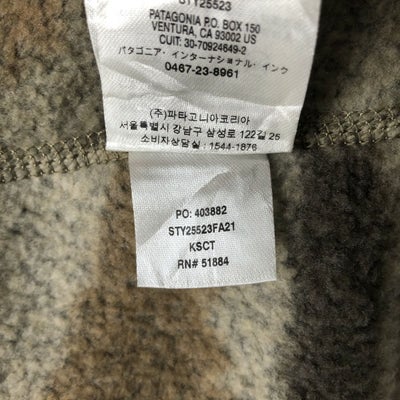 STY25523
PATAGONIA P.O. BOX 150
VENTURA, CA 93002 US
CUIT: 30-70924649-2
パタゴニア・インターナショナル・インク
0467-23-8961
(주)파타고니아코리아
서울특별시 강남구 삼성로 122길 25
소비자상담실 : 1544-1876
PO: 403882
STY25523FA21
KSCT
RN# 51884